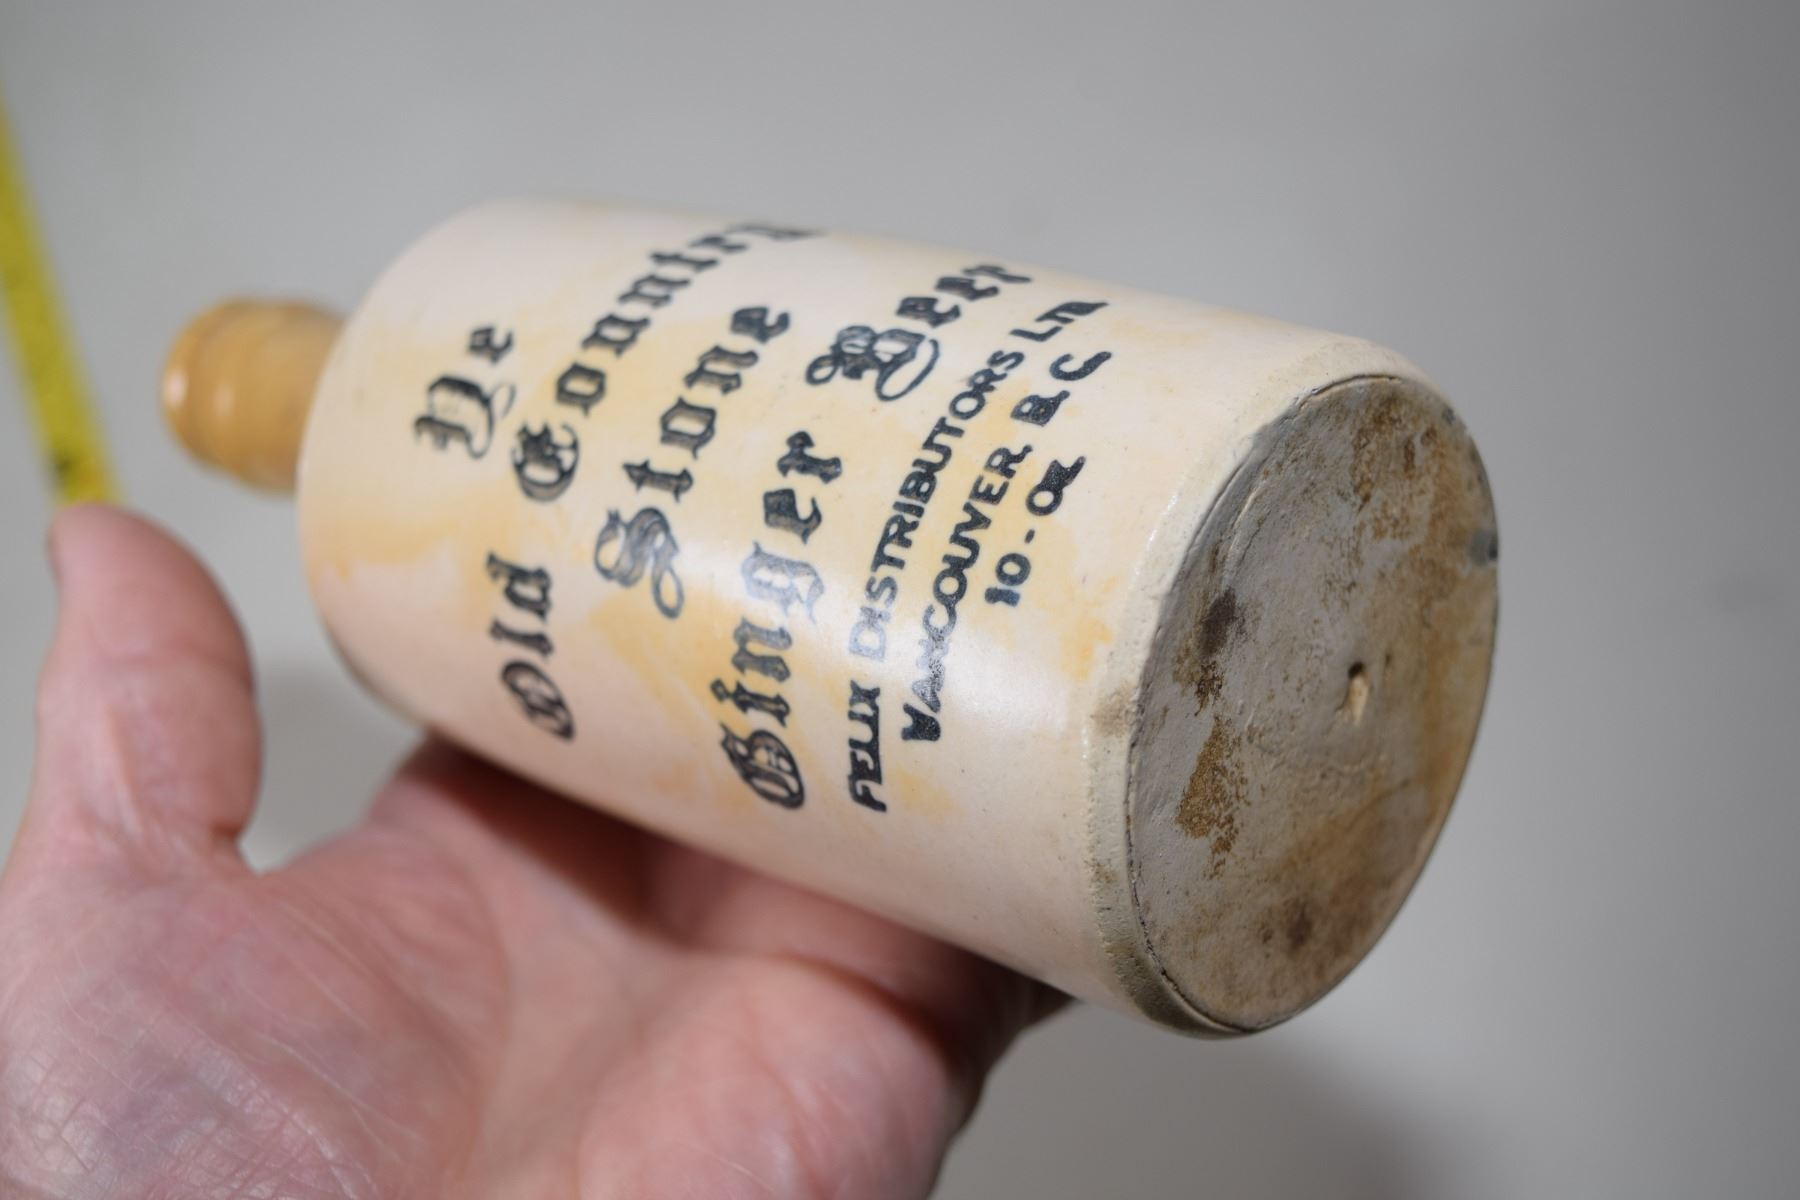 Ye
Old Country
Stone
Ginger Beer
FELIX DISTRIBUTORS LTD
VANCOUVER B.C
10-OZ